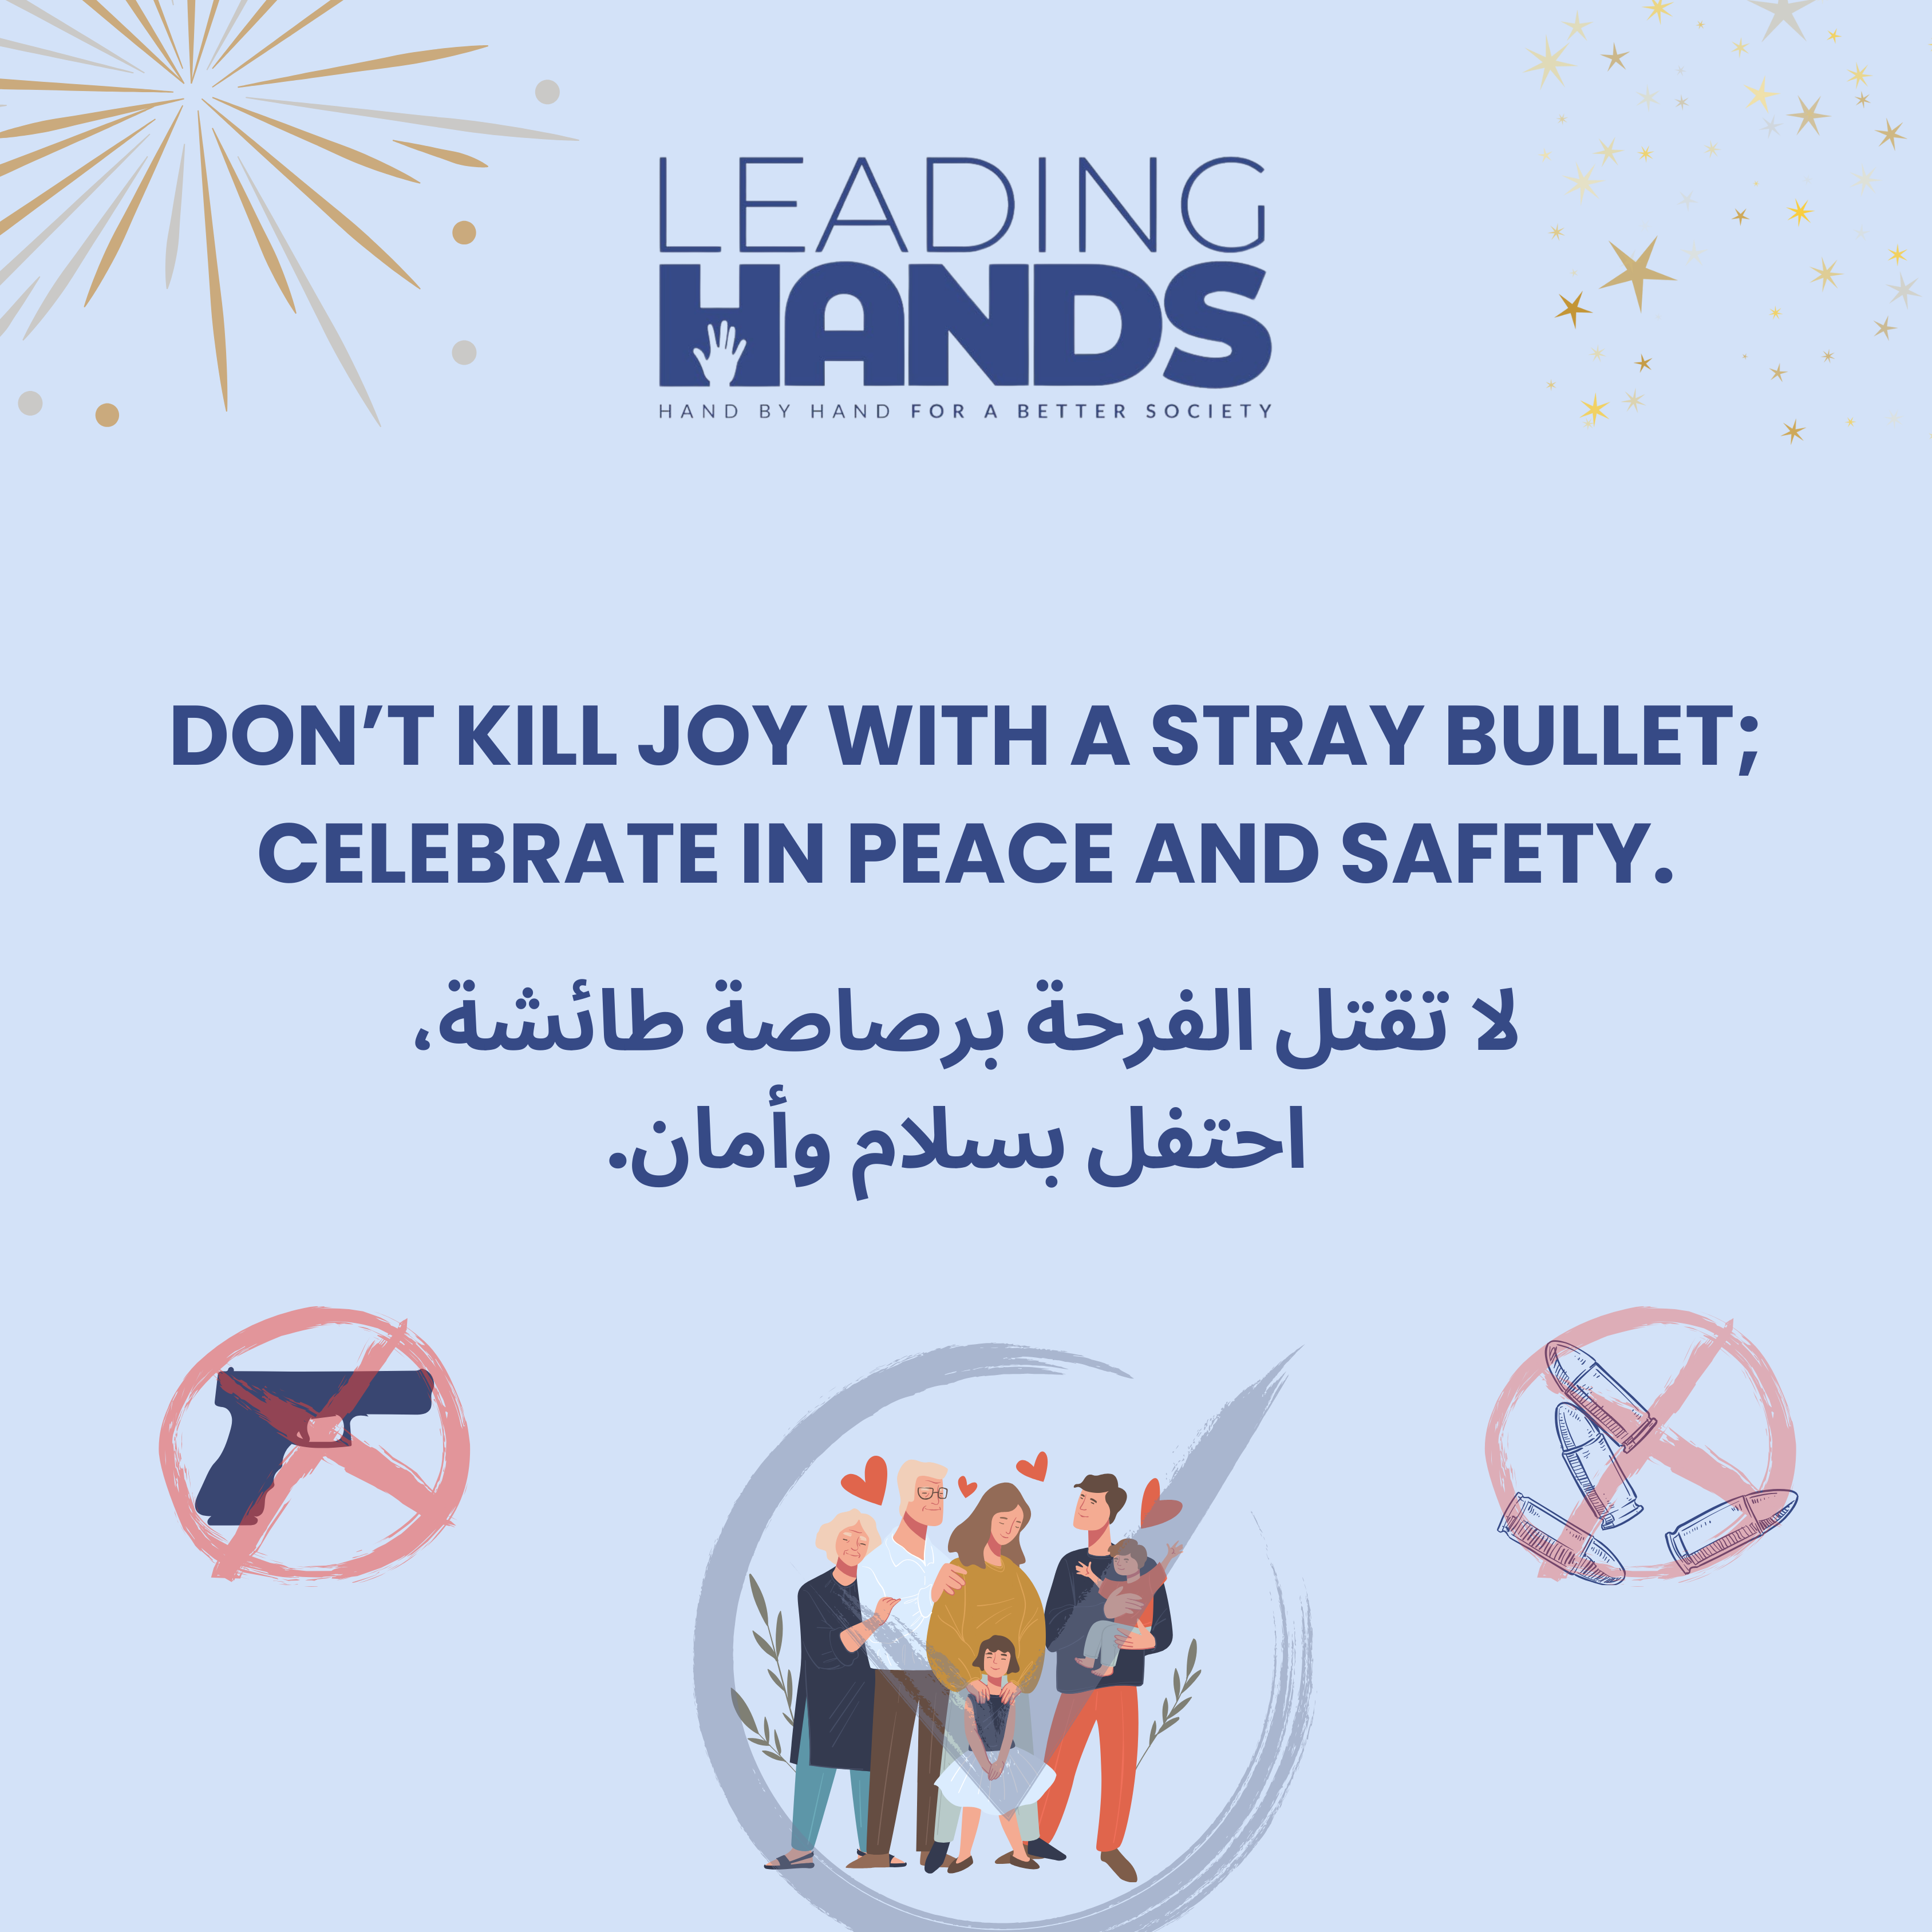 LEADING
HANDS
HAND BY HAND FOR A BETTER SOCIETY
DON'T KILL JOY WITH A STRAY BULLET;
CELEBRATE IN PEACE AND SAFETY.
لا تقتل الفرحة برصاصة طائشة،
احتفل بسلام وأمان.